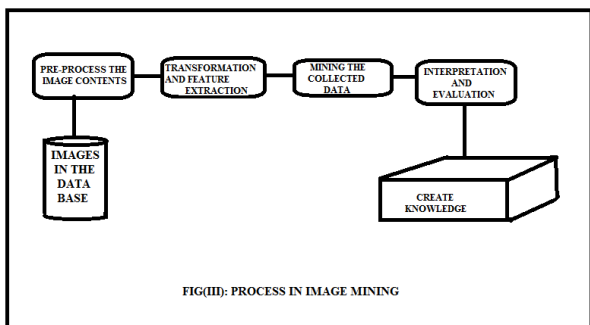 PRE-PROCESS THE
IMAGE CONTENTS
TRANSFORMATION
AND FEATURE
EXTRACTION
MINING THE
COLLECTED
DATA
INTERPRETATION
AND
EVALUATION
IMAGES
IN THE
DATA
BASE
CREATE
KNOWLEDGE
FIG(III): PROCESS IN IMAGE MINING